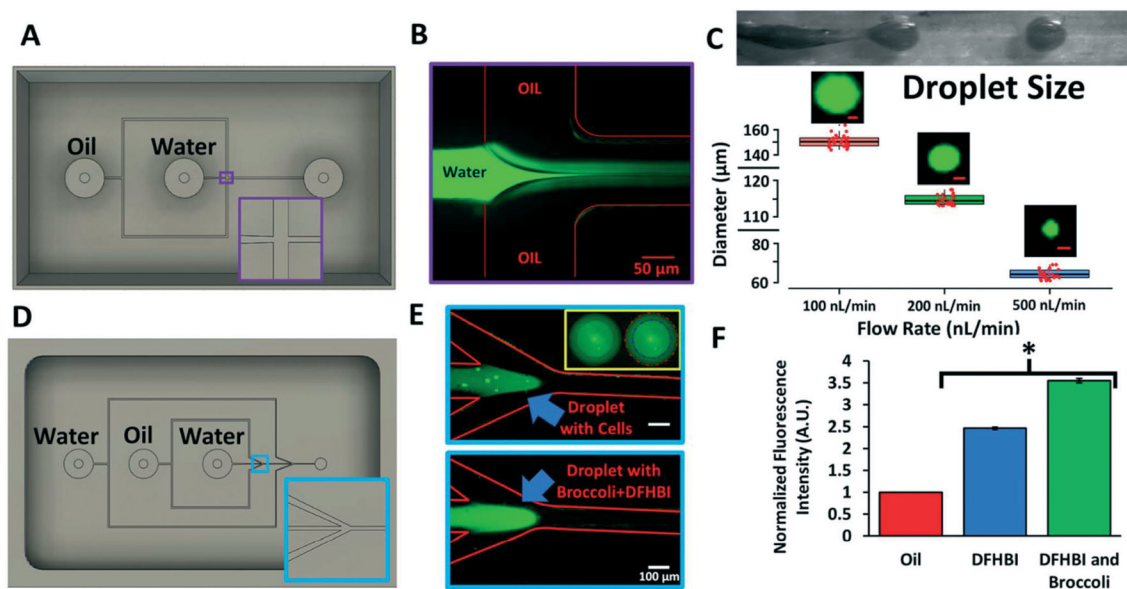 A
Oil
Water
B
OIL
Water
OIL
50 µm
C
Droplet Size
Diameter (µm)
160
140
120
110
80
60
100 nL/min
200 nL/min
500 nL/min
Flow Rate (nL/min)
D
Water
Oil
Water
E
Droplet
with Cells
Droplet with
Broccoli+DFHBI
100 µm
F
*
Normalized Fluorescence
Intensity (A.U.)
4
3.5
3
2.5
2
1.5
1
0.5
0
Oil
DFHBI
DFHBI and
Broccoli